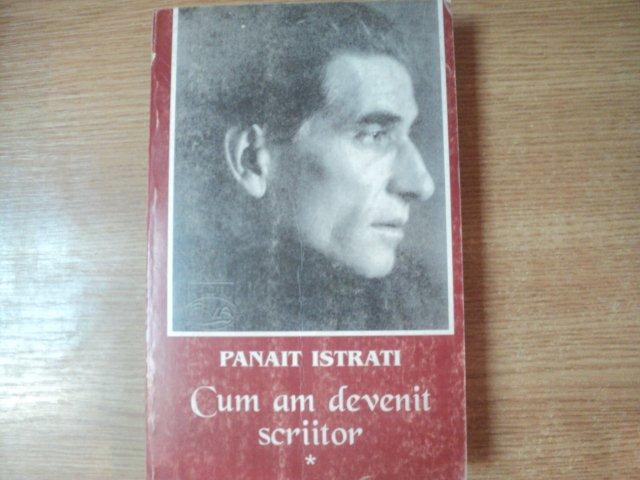 PANAIT ISTRATI
Cum am devenit
scriitor
*